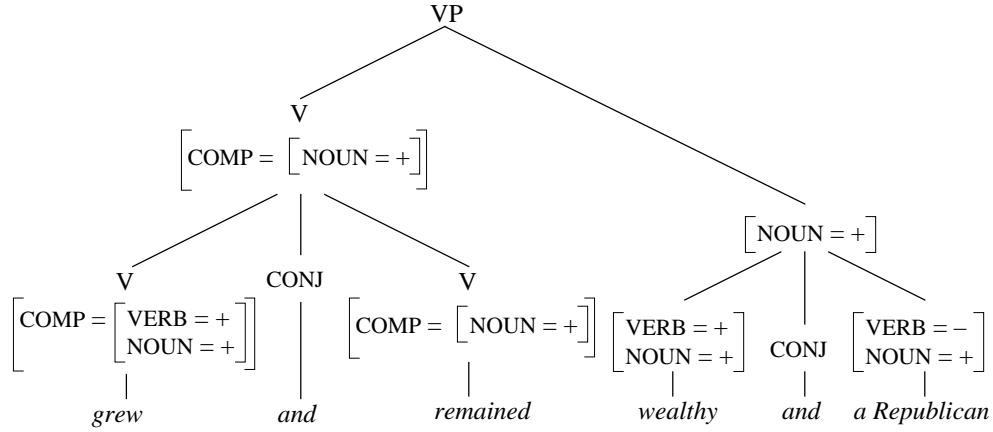 VP
V
[COMP = [NOUN = +]]
[NOUN = +]
V CONJ V
[COMP = [VERB = + COMP = [NOUN = +]] [VERB = + CONJ [VERB = −
NOUN = +]] NOUN = +] NOUN = +]
grew and remained wealthy and a Republican